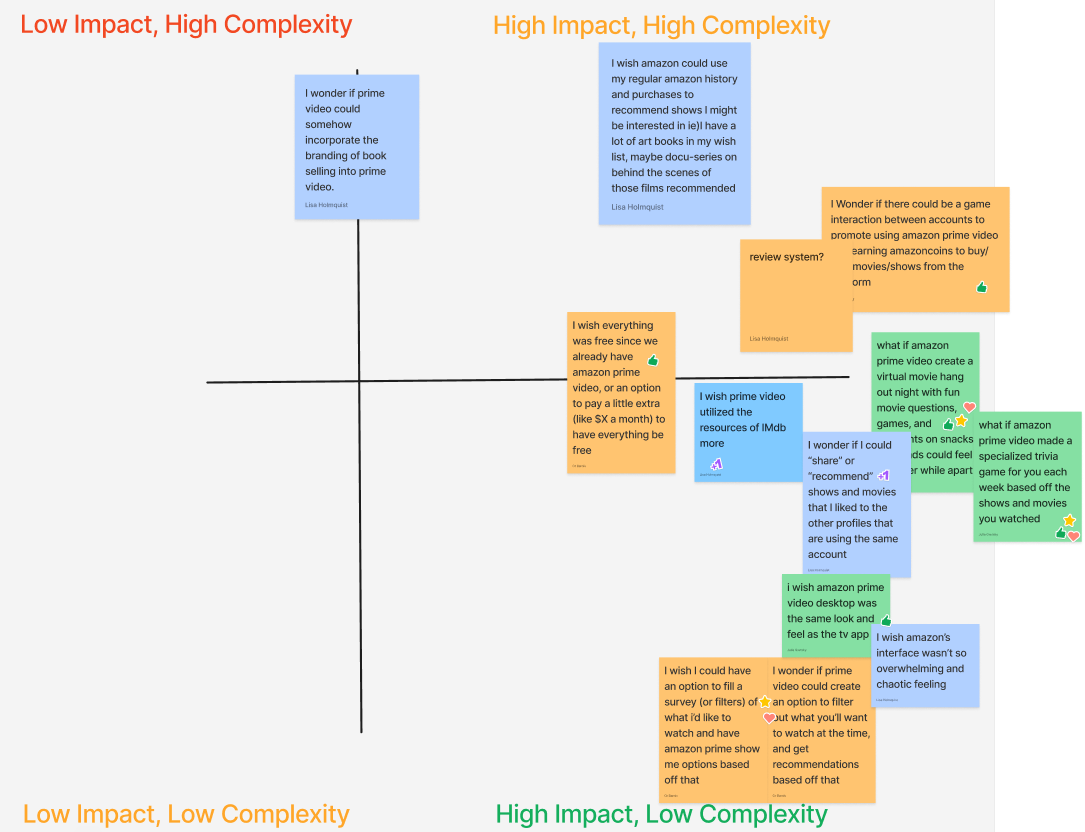 Low Impact, High Complexity
High Impact, High Complexity
I wonder if prime
video could
somehow
incorporate the
branding of book
selling into prime
video.
Lisa Holmquist
I wish amazon could use
my regular amazon history
and purchases to
recommend shows I might
be interested in ie)I have a
lot of art books in my wish
list, maybe docu-series on
behind the scenes of
those films recommended
Lisa Holmquist
I Wonder if there could be a game
interaction between accounts to
promote using amazon prime video
earning amazoncoins to buy/
movies/shows from the
orm
review system?
Lisa Holmquist
I wish everything
was free since we
already have
amazon prime
video, or an option
to pay a little extra
(like $X a month) to
have everything be
free
I wish prime video
utilized the
resources of IMdb
more
+1
what if amazon
prime video create a
virtual movie hang
out night with fun
movie questions,
games, and
nts on snacks
ds could feel
er while apart
what if amazon
prime video made a
specialized trivia
game for you each
week based off the
shows and movies
you watched
I wonder if I could
“share” or
“recommend”
+1
shows and movies
that I liked to the
other profiles that
are using the same
account
Lisa Holmquist
i wish amazon prime
video desktop was
the same look and
feel as the tv app
I wish amazon’s
interface wasn’t so
overwhelming and
chaotic feeling
Lisa Holmquist
I wish I could have
an option to fill a
survey (or filters) of
what i’d like to
watch and have
amazon prime show
me options based
off that
I wonder if prime
video could create
an option to filter
out what you’ll want
to watch at the time,
and get
recommendations
based off that
Low Impact, Low Complexity
High Impact, Low Complexity